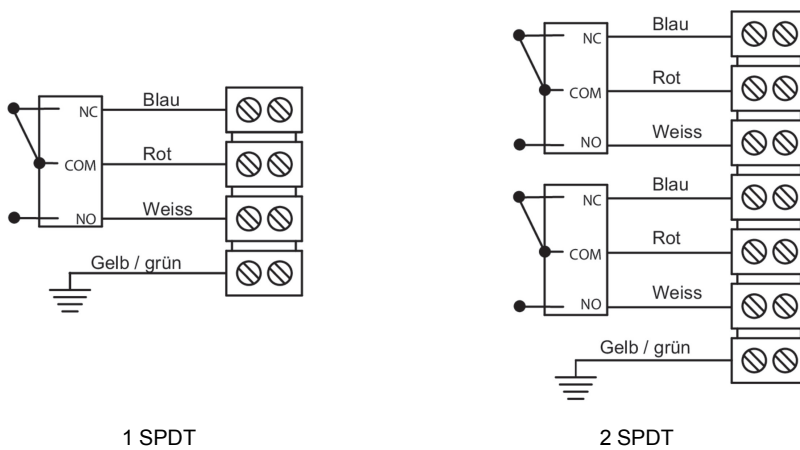 NC
Blau
COM
Rot
NO
Weiss
Gelb / grün
1 SPDT
NC
Blau
COM
Rot
NO
Weiss
NC
Blau
COM
Rot
NO
Weiss
Gelb / grün
2 SPDT